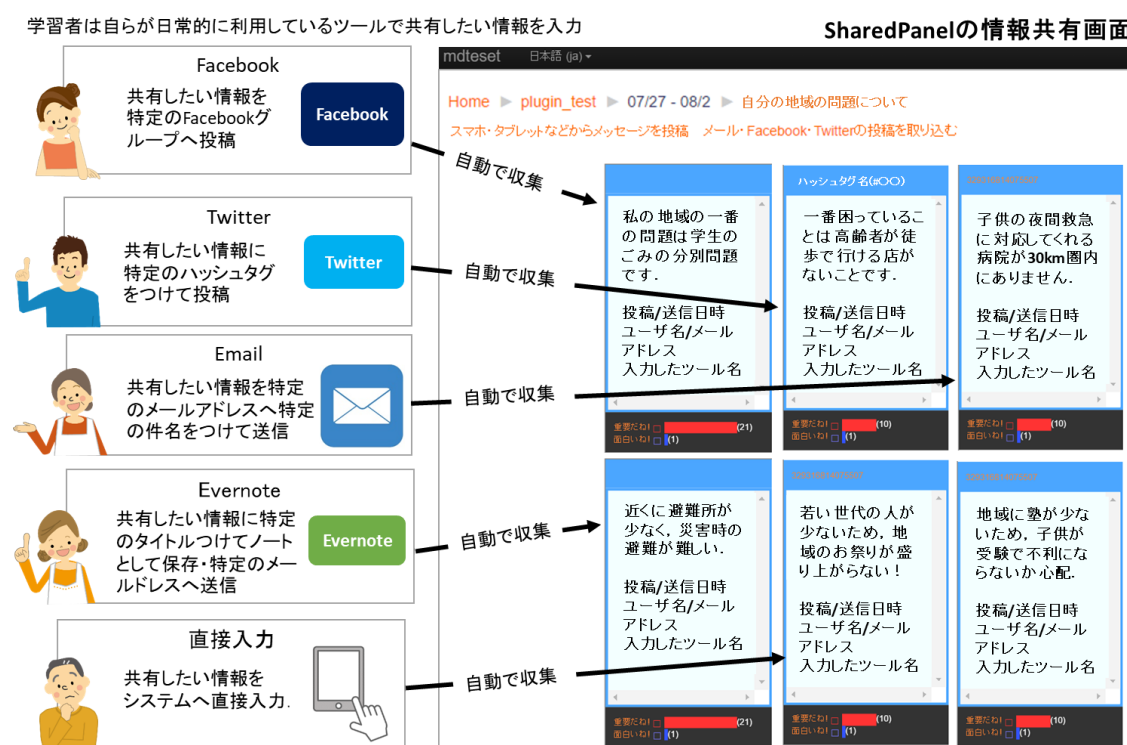 学習者は自らが日常的に利用しているツールで共有したい情報を入力
SharedPanelの情報共有画面
Facebook
共有したい情報を
特定のFacebookグ
ループへ投稿
Facebook
自動で収集
Twitter
共有したい情報に
特定のハッシュタグ
をつけて投稿
Twitter
自動で収集
Email
共有したい情報を特定
のメールアドレスへ特定
の件名をつけて送信
自動で収集
Evernote
共有したい情報に特定
のタイトルつけてノート
として保存・特定のメー
ルドレスへ送信
Evernote
自動で収集
直接入力
共有したい情報を
システムへ直接入力.
自動で収集
mdteset 日本語 (ja)
Home ▶ plugin_test ▶ 07/27 - 08/2 ▶ 自分の地域の問題について
スマホ・タブレットなどからメッセージを投稿 メール・Facebook・Twitterの投稿を取り込む
私の地域の一番
の問題は学生の
ごみの分別問題
です.
投稿/送信日時
ユーザ名/メール
アドレス
入力したツール名
重要だね! (21)
面白いね! (1)
ハッシュタグ名(#〇〇)
一番困っているこ
とは高齢者が徒
歩で行ける店が
ないことです.
投稿/送信日時
ユーザ名/メール
アドレス
入力したツール名
重要だね! (10)
面白いね! (1)
子供の夜間救急
に対応してくれる
病院が30km圏内
にありません.
投稿/送信日時
ユーザ名/メール
アドレス
入力したツール名
重要だね! (10)
面白いね! (1)
近くに避難所が
少なく, 災害時の
避難が難しい.
投稿/送信日時
ユーザ名/メール
アドレス
入力したツール名
重要だね! (21)
面白いね! (1)
若い世代の人が
少ないため, 地
域のお祭りが盛
り上がらない！
投稿/送信日時
ユーザ名/メール
アドレス
入力したツール名
重要だね! (10)
面白いね! (1)
地域に塾が少な
いため, 子供が
受験で不利にな
らないか心配.
投稿/送信日時
ユーザ名/メール
アドレス
入力したツール名
重要だね! (10)
面白いね! (1)